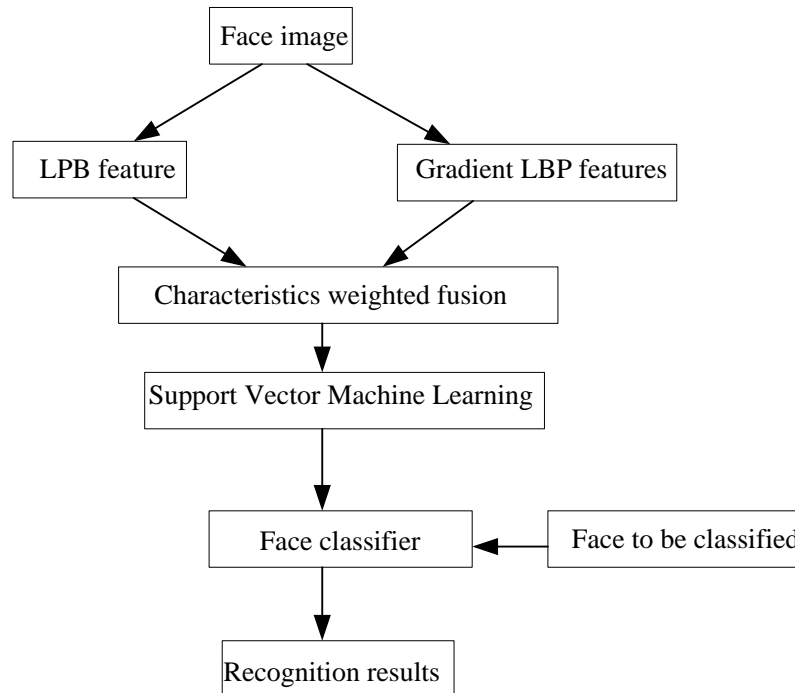 Face image
LPB feature
Gradient LBP features
Characteristics weighted fusion
Support Vector Machine Learning
Face classifier
Face to be classified
Recognition results